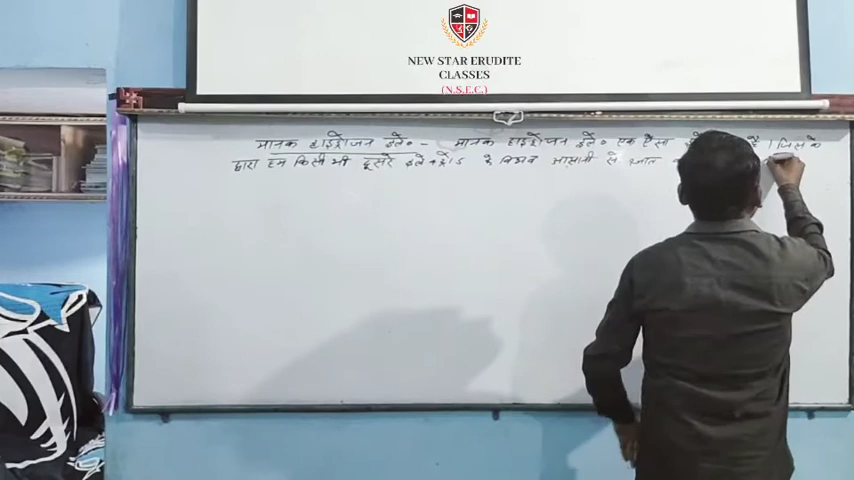 NEW STAR ERUDITE
CLASSES
(N.S.E.C.)
मानक हाइड्रोजन इले० - मानक हाइड्रोजन इले० एक ऐसा है । जिसके
द्वारा हम किसी भी दूसरे इलेक्ट्रोड के विभव आसानी से ज्ञात